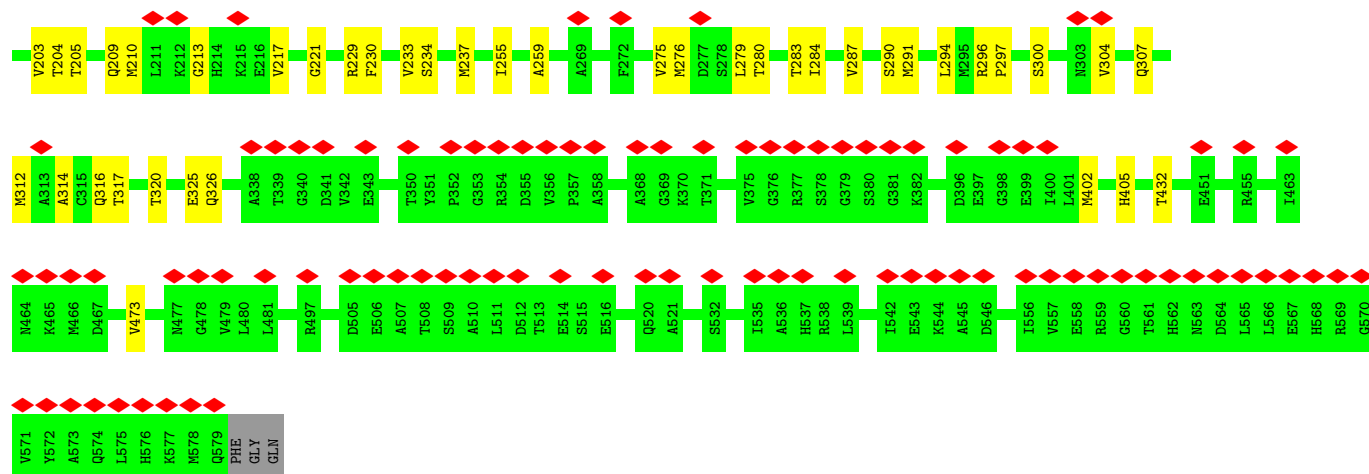 V203 T204 T205 Q209 M210 L211 K212 G213 H214 K215 E216 V217 G221 R229 F230 V233 S234 M237 I255 A259 A269 F272 V275 M276 D277 S278 L279 T280 T283 I284 V287 S290 M291 L294 M295 R296 P297 S300 N303 V304 Q307
M312 A313 A314 C315 Q316 T317 T320 E325 Q326 A338 T339 G340 D341 V342 E343 T350 Y351 P352 G353 R354 D355 V356 P357 A358 A368 G369 K370 T371 V375 G376 R377 S378 G379 S380 G381 K382 D396 E397 G398 E399 I400 L401 M402 H405 T432 E451 R455 I463
N464 K465 M466 D467 V473 N477 G478 V479 L480 L481 R497 D505 E506 A507 T508 S509 A510 L511 D512 T513 E514 S515 E516 Q520 A521 S532 I535 A536 H537 R538 L539 I542 E543 K544 A545 D546 I556 V557 E558 R559 G560 T561 H562 N563 D564 L565 L566 E567 H568 R569 G570
V571 Y572 A573 Q574 L575 H576 K577 M578 Q579 PHE GLY GLN